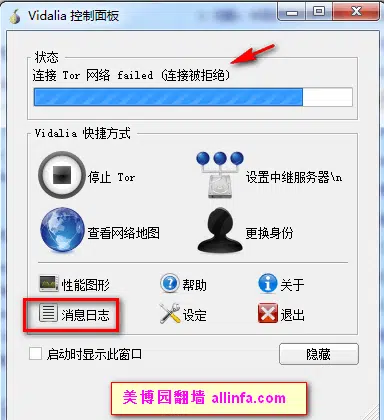 Vidalia 控制面板
状态
连接 Tor 网络 failed (连接被拒绝)
Vidalia 快捷方式
停止 Tor
设置中继服务器\n
查看网络地图
更换身份
性能图形
帮助
关于
消息日志
设定
退出
启动时显示此窗口
隐藏
美博园翻墙 allinfa.com